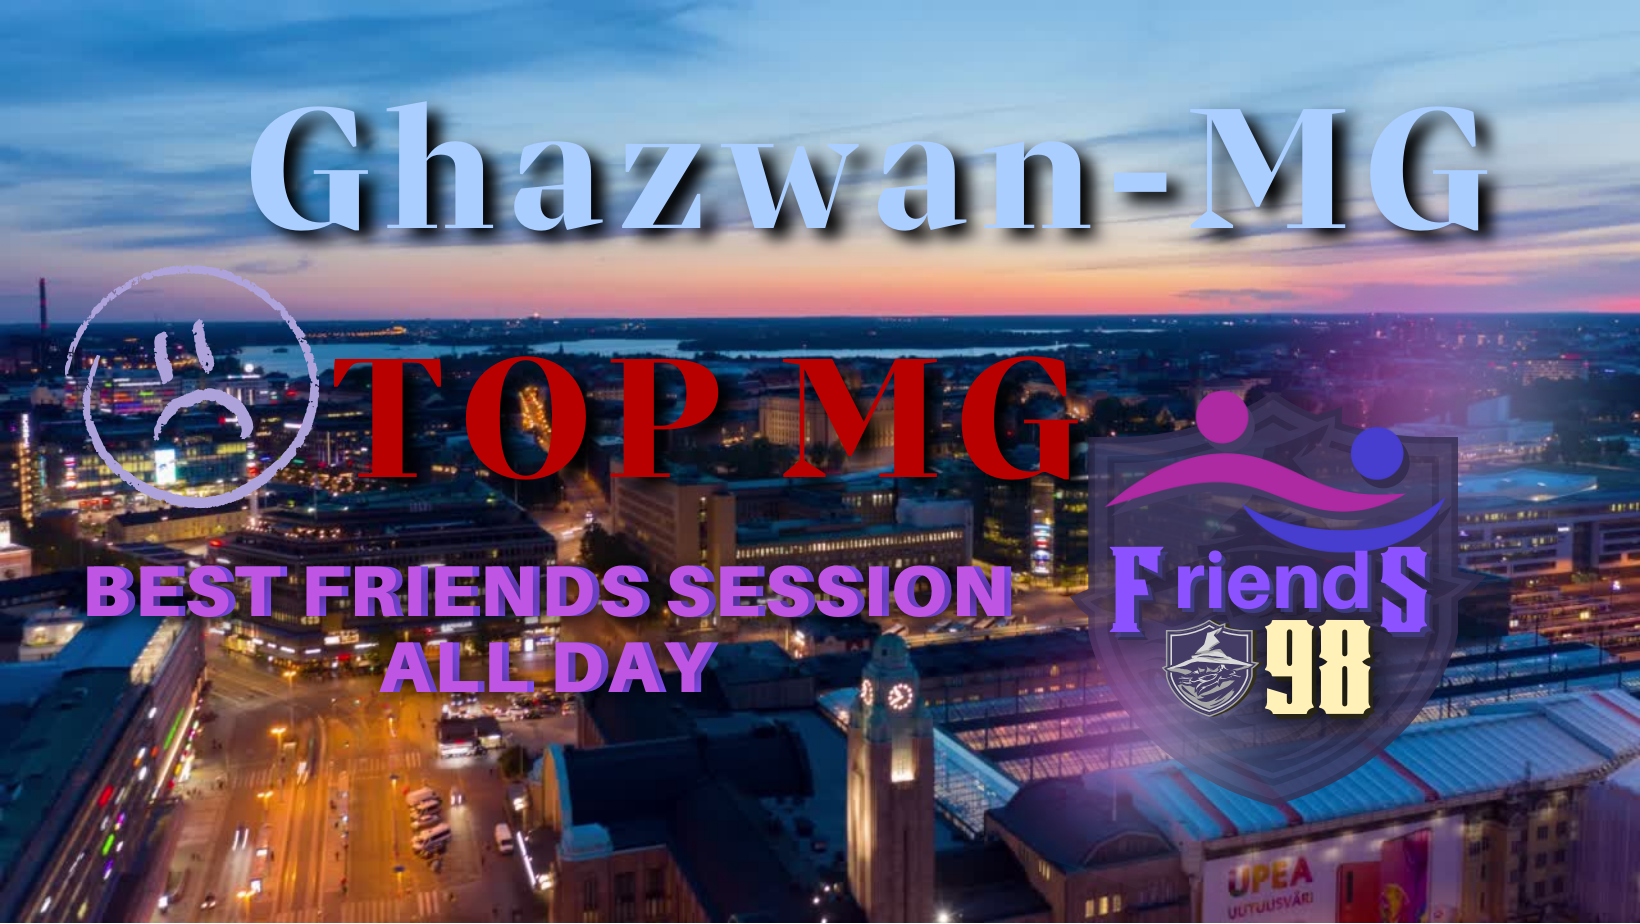 Ghazwan-MG
TOP MG
BEST FRIENDS SESSION
ALL DAY
FriendS
98
UPEA
UUTUUSVÄRI